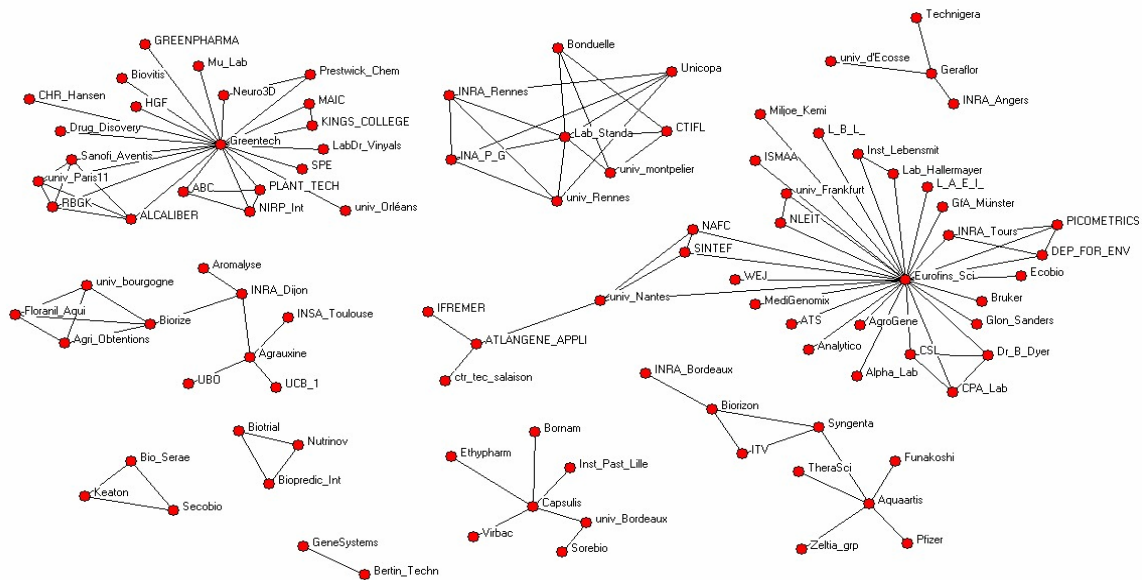 GREENPHARMA
Mu_Lab
Biovitis
Prestwick_Chem
CHR_Hansen
HGF
Neuro3D
MAIC
KINGS_COLLEGE
Drug_Disovery
Greentech
LabDr_Vinyals
Sanofi_Aventis
SPE
univ_Paris11
ABC
PLANT_TECH
RBGK
ALCALIBER
NIRP_Int
univ_Orléans
Bonduelle
Unicopa
INRA_Rennes
Lab_Standa
CTIFL
INA_P_G
univ_montpelier
univ_Rennes
Technigera
univ_d'Ecosse
Geraflor
INRA_Angers
Miljoe_Kemi
L_B_L_
ISMAA
Inst_Lebensmit
Lab_Hallermayer
univ_Frankfurt
L_A_E_I_
NLEIT
GfA_Münster
NAFC
INRA_Tours
PICOMETRICS
SINTEF
DEP_FOR_ENV
WEJ
Eurofins_Sci
Ecobio
univ_Nantes
MediGenomix
Bruker
ATS
AgroGene
Glon_Sanders
Analytico
CSL
Dr_B_Dyer
Alpha_Lab
CPA_Lab
Aromalyse
univ_bourgogne
INRA_Dijon
Floranil_Aqui
Biorize
INSA_Toulouse
Agri_Obtentions
Agrauxine
UBO
UCB_1
IFREMER
ATLANGENE_APPLI
ctr_tec_salaison
INRA_Bordeaux
Biorizon
Syngenta
ITV
Biotrial
Nutrinov
Biopredic_Int
Bio_Serae
Keaton
Secobio
Bornam
Ethypharm
Inst_Past_Lille
Capsulis
univ_Bordeaux
Virbac
Sorebio
TheraSci
Funakoshi
Aquaartis
Zeltia_grp
Pfizer
GeneSystems
Bertin_Techn